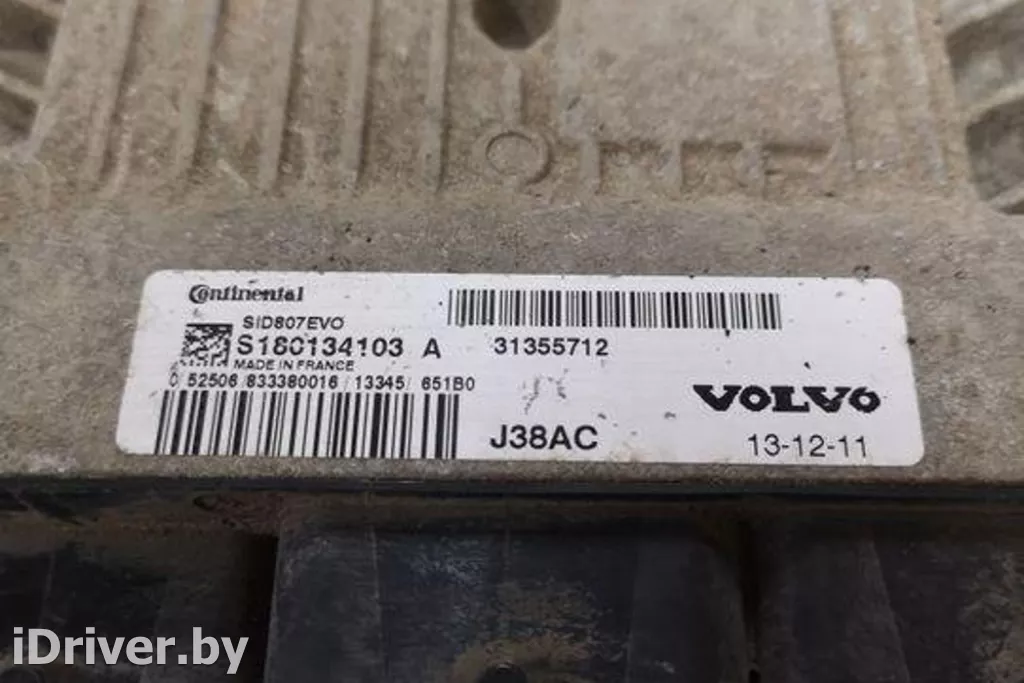 Continental
SID807EVO
S180134103 A
MADE IN FRANCE
0 52506 833380016 / 13345 / 651B0
31355712
J38AC
VOLVO
13-12-11
iDriver.by